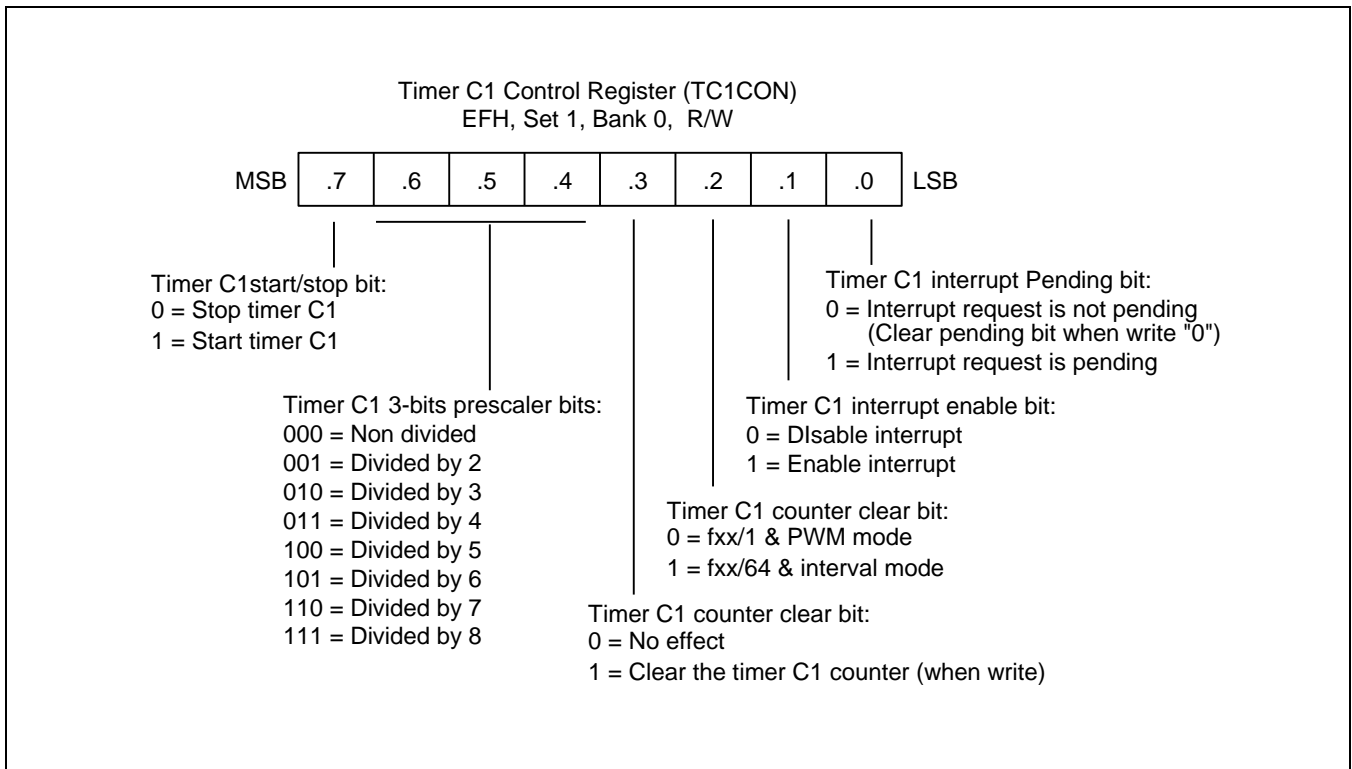 Timer C1 Control Register (TC1CON)
EFH, Set 1, Bank 0, R/W
MSB .7 .6 .5 .4 .3 .2 .1 .0 LSB
Timer C1start/stop bit:
0 = Stop timer C1
1 = Start timer C1
Timer C1 interrupt Pending bit:
0 = Interrupt request is not pending
(Clear pending bit when write "0")
1 = Interrupt request is pending
Timer C1 3-bits prescaler bits:
000 = Non divided
001 = Divided by 2
010 = Divided by 3
011 = Divided by 4
100 = Divided by 5
101 = Divided by 6
110 = Divided by 7
111 = Divided by 8
Timer C1 interrupt enable bit:
0 = DIsable interrupt
1 = Enable interrupt
Timer C1 counter clear bit:
0 = fxx/1 & PWM mode
1 = fxx/64 & interval mode
Timer C1 counter clear bit:
0 = No effect
1 = Clear the timer C1 counter (when write)